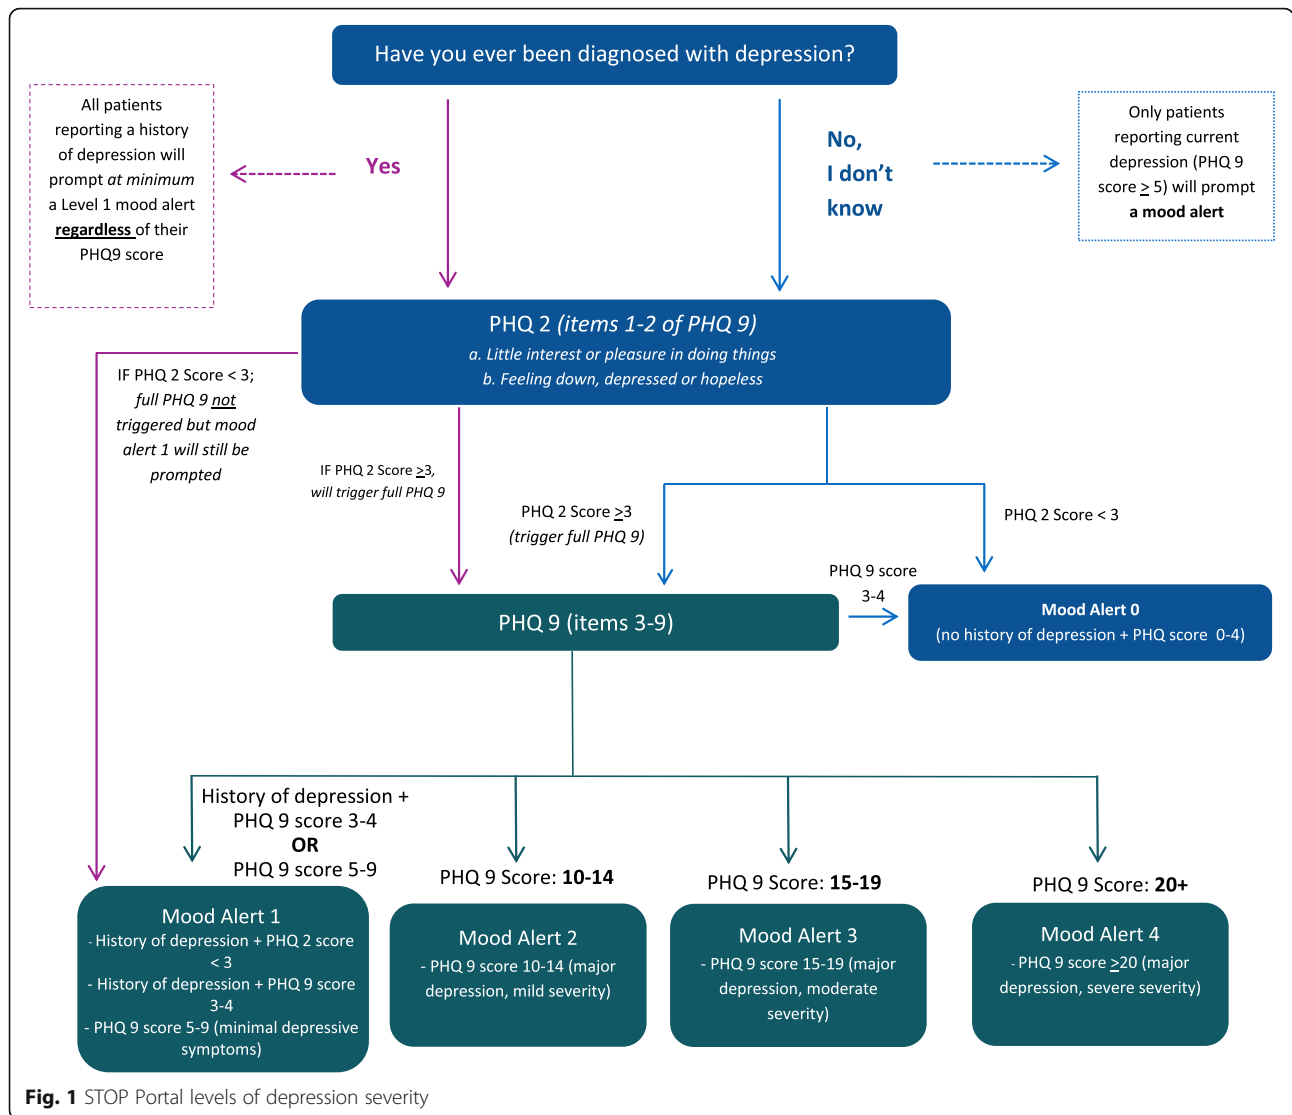 Have you ever been diagnosed with depression?
All patients
reporting a history
of depression will
prompt at minimum
a Level 1 mood alert
regardless of their
PHQ9 score
Yes
No,
I don't
know
Only patients
reporting current
depression (PHQ 9
score ≥ 5) will prompt
a mood alert
PHQ 2 (items 1-2 of PHQ 9)
a. Little interest or pleasure in doing things
b. Feeling down, depressed or hopeless
IF PHQ 2 Score < 3;
full PHQ 9 not
triggered but mood
alert 1 will still be
prompted
IF PHQ 2 Score ≥3,
will trigger full PHQ 9
PHQ 2 Score ≥3
(trigger full PHQ 9)
PHQ 2 Score < 3
PHQ 9 score
3-4
PHQ 9 (items 3-9)
Mood Alert 0
(no history of depression + PHQ score 0-4)
History of depression +
PHQ 9 score 3-4
OR
PHQ 9 score 5-9
PHQ 9 Score: 10-14
PHQ 9 Score: 15-19
PHQ 9 Score: 20+
Mood Alert 1
- History of depression + PHQ 2 score
< 3
- History of depression + PHQ 9 score
3-4
- PHQ 9 score 5-9 (minimal depressive
symptoms)
Mood Alert 2
- PHQ 9 score 10-14 (major
depression, mild severity)
Mood Alert 3
- PHQ 9 score 15-19 (major
depression, moderate
severity)
Mood Alert 4
- PHQ 9 score ≥20 (major
depression, severe severity)
Fig. 1 STOP Portal levels of depression severity